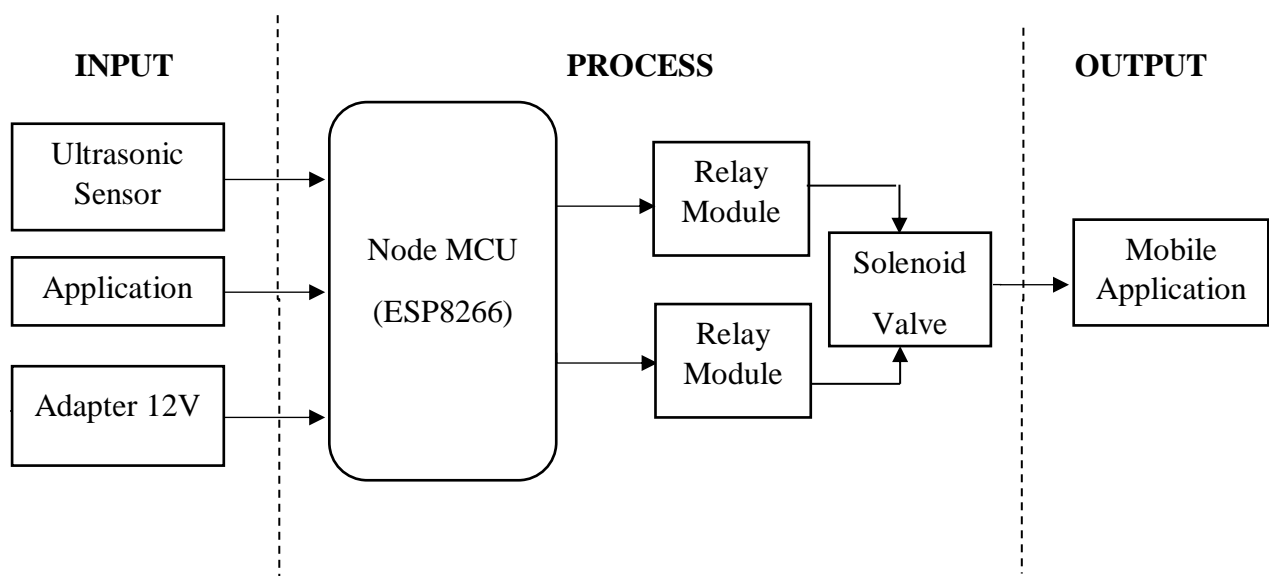 INPUT
PROCESS
OUTPUT
Ultrasonic
Sensor
Application
Adapter 12V
Node MCU
(ESP8266)
Relay
Module
Relay
Module
Solenoid
Valve
Mobile
Application